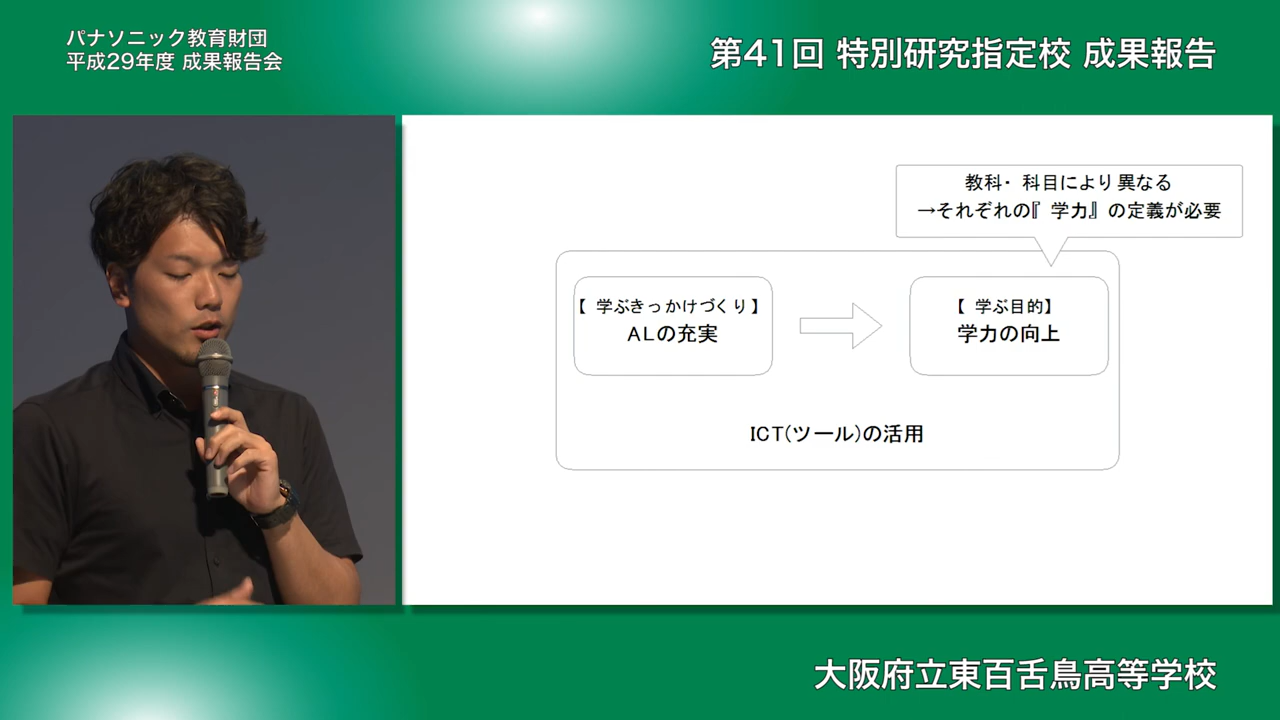 パナソニック教育財団
平成29年度 成果報告会
第41回 特別研究指定校 成果報告
教科・科目により異なる
→それぞれの『学力』の定義が必要
【学ぶきっかけづくり】
ALの充実
【学ぶ目的】
学力の向上
ICT(ツール)の活用
大阪府立東百舌鳥高等学校